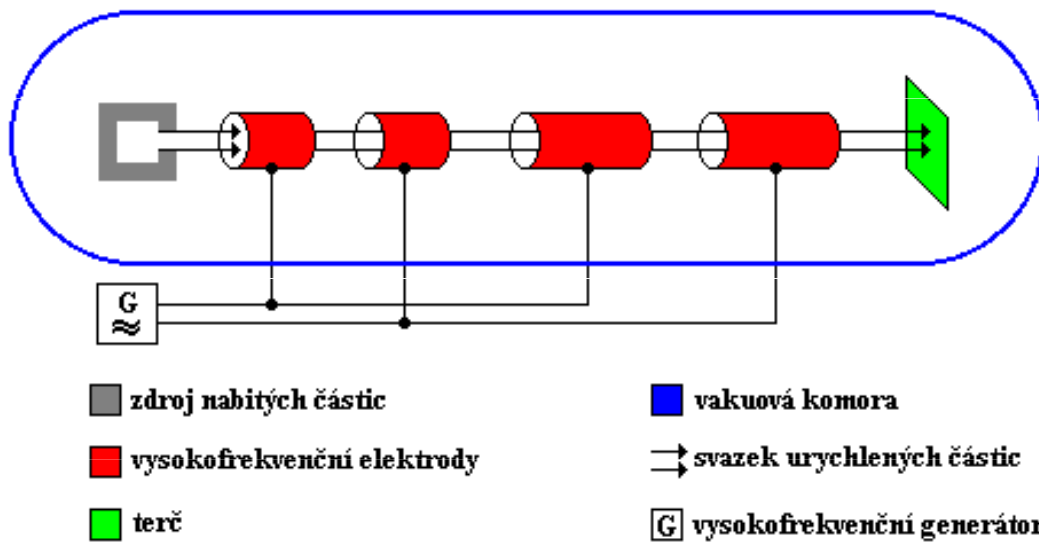 G
≈
zdroj nabitých částic
vakuová komora
vysokofrekvenční elektrody
svazek urychlených částic
terč
G vysokofrekvenční generátor